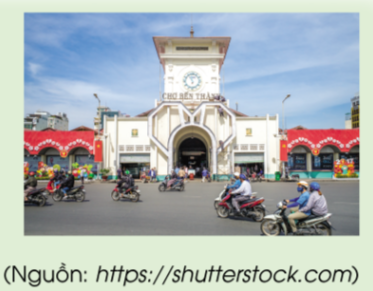 CHỢ BẾN THÀNH
(Nguồn: https://shutterstock.com)